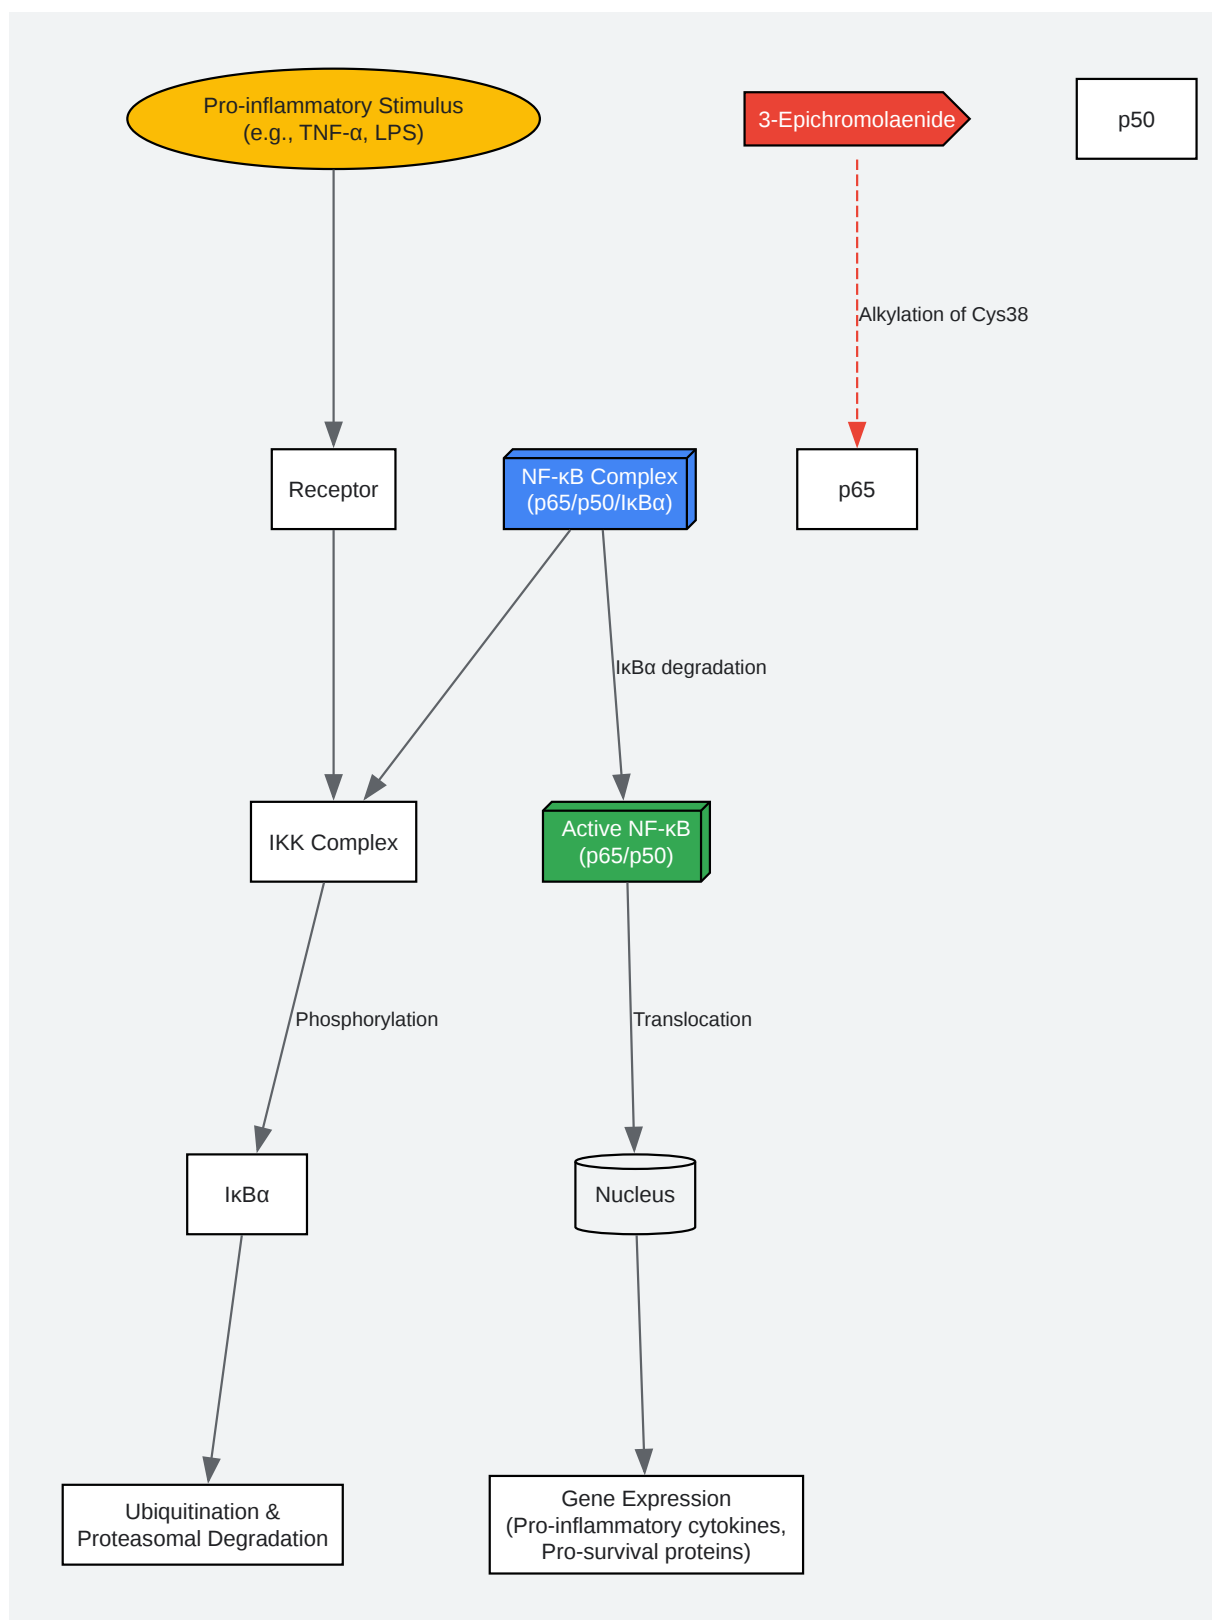 Pro-inflammatory Stimulus
(e.g., TNF-α, LPS)
3-Epichromolaenide
p50
Alkylation of Cys38
Receptor
NF-κB Complex
(p65/p50/IκBα)
p65
IκBα degradation
IKK Complex
Active NF-κB
(p65/p50)
Phosphorylation
Translocation
IκBα
Nucleus
Ubiquitination &
Proteasomal Degradation
Gene Expression
(Pro-inflammatory cytokines,
Pro-survival proteins)